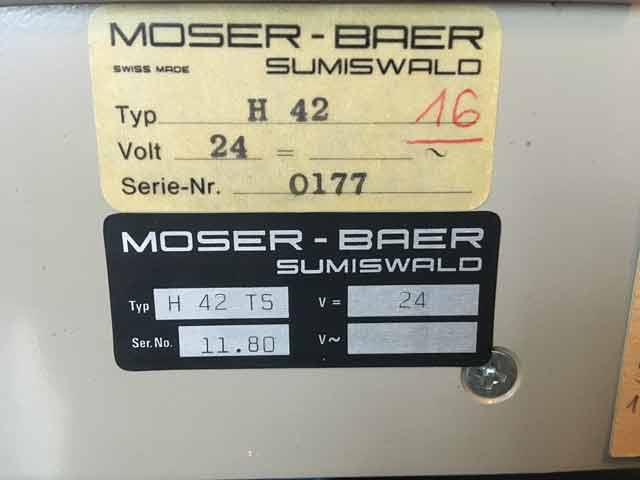 MOSER-BAER
SWISS MADE SUMISWALD
Typ H 42 16
Volt 24 = ~
Serie-Nr. 0177
MOSER-BAER
SUMISWALD
Typ H 42 TS V= 24
Ser.No. 11.80 V~
1